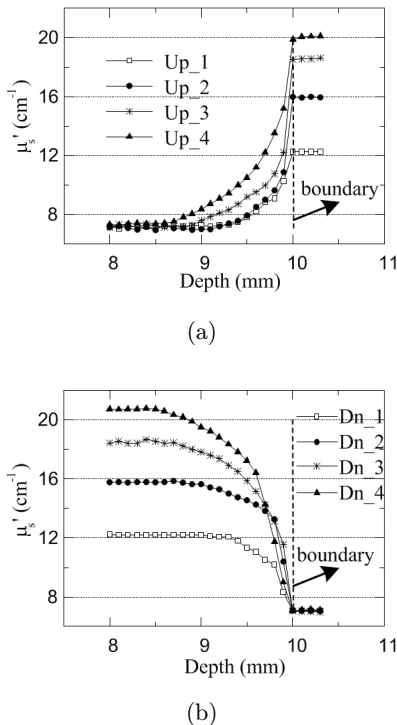 20
16
12
8
μs' (cm-1)
Up_1
Up_2
Up_3
Up_4
boundary
8 9 10 11
Depth (mm)
(a)
20
16
12
8
μs' (cm-1)
Dn_1
Dn_2
Dn_3
Dn_4
boundary
8 9 10 11
Depth (mm)
(b)